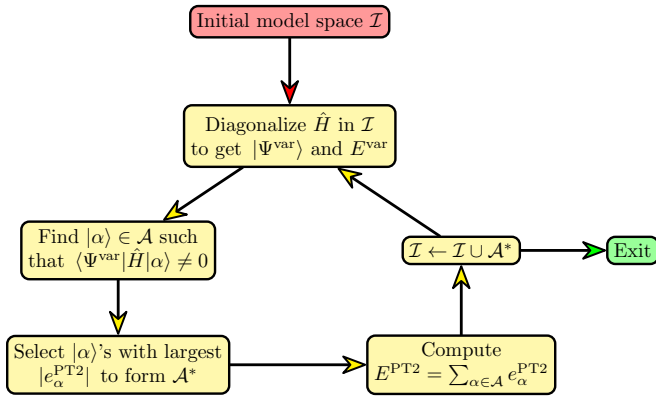 Initial model space ℐ
Diagonalize Ĥ in ℐ
to get |Ψ^var⟩ and E^var
Find |α⟩ ∈ 𝒜 such
that ⟨Ψ^var|Ĥ|α⟩ ≠ 0
ℐ ← ℐ ∪ 𝒜*
Exit
Select |α⟩'s with largest
|e_α^PT2| to form 𝒜*
Compute
E^PT2 = ∑_{α∈𝒜} e_α^PT2